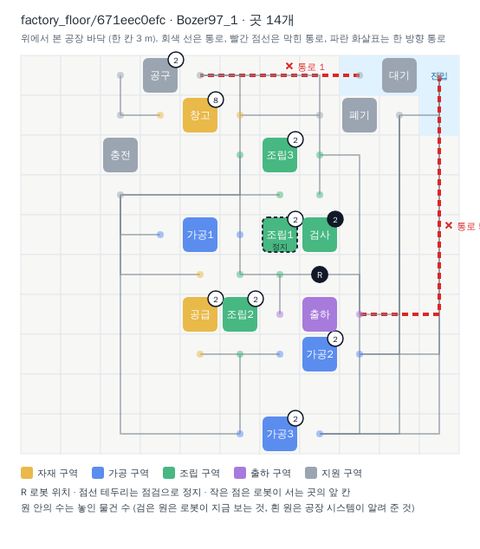 factory_floor/671eec0efc · Bozer97_1 · 곳 14개
위에서 본 공장 바닥 (한 칸 3 m). 회색 선은 통로, 빨간 점선은 막힌 통로, 파란 화살표는 한 방향 통로
공구 2
✖ 통로 1
대기
창고 8
폐기
충전
조립3 2
가공1
조립1 2
정지
검사 2
✖ 통로
R
공급 2
조립2 2
출하
가공2 2
가공3 2
자재 구역 가공 구역 조립 구역 출하 구역 지원 구역
R 로봇 위치 · 점선 테두리는 점검으로 정지 · 작은 점은 로봇이 서는 곳의 앞 칸
원 안의 수는 놓인 물건 수 (검은 원은 로봇이 지금 보는 것, 흰 원은 공장 시스템이 알려 준 것)